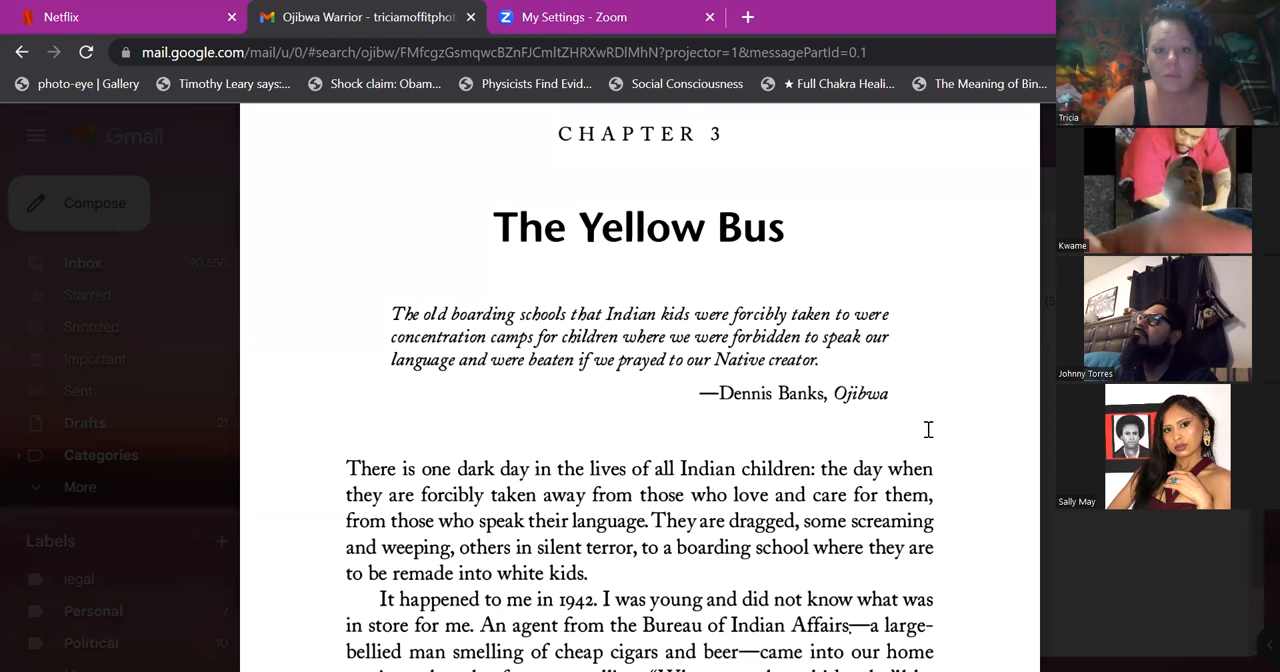 Netflix
Ojibwa Warrior - triciamoffitphot
My Settings - Zoom
mail.google.com/mail/u/0/#search/ojibw/FMfcgzGsmqwcBZnFJCmltZHRXwRDlMhN?projector=1&messagePartId=0.1
photo-eye | Gallery
Timothy Leary says:...
Shock claim: Obam...
Physicists Find Evid...
Social Consciousness
★ Full Chakra Heali...
The Meaning of Bin...
Gmail
Compose
Inbox 90,550
Starred
Snoozed
Important
Sent
Drafts 21
Categories
More
Labels
legal
Personal 2
Political 10
CHAPTER 3
The Yellow Bus
The old boarding schools that Indian kids were forcibly taken to were
concentration camps for children where we were forbidden to speak our
language and were beaten if we prayed to our Native creator.
—Dennis Banks, Ojibwa
There is one dark day in the lives of all Indian children: the day when
they are forcibly taken away from those who love and care for them,
from those who speak their language. They are dragged, some screaming
and weeping, others in silent terror, to a boarding school where they are
to be remade into white kids.
It happened to me in 1942. I was young and did not know what was
in store for me. An agent from the Bureau of Indian Affairs—a large-
bellied man smelling of cheap cigars and beer—came into our home
Tricia
Kwame
Johnny Torres
Sally May